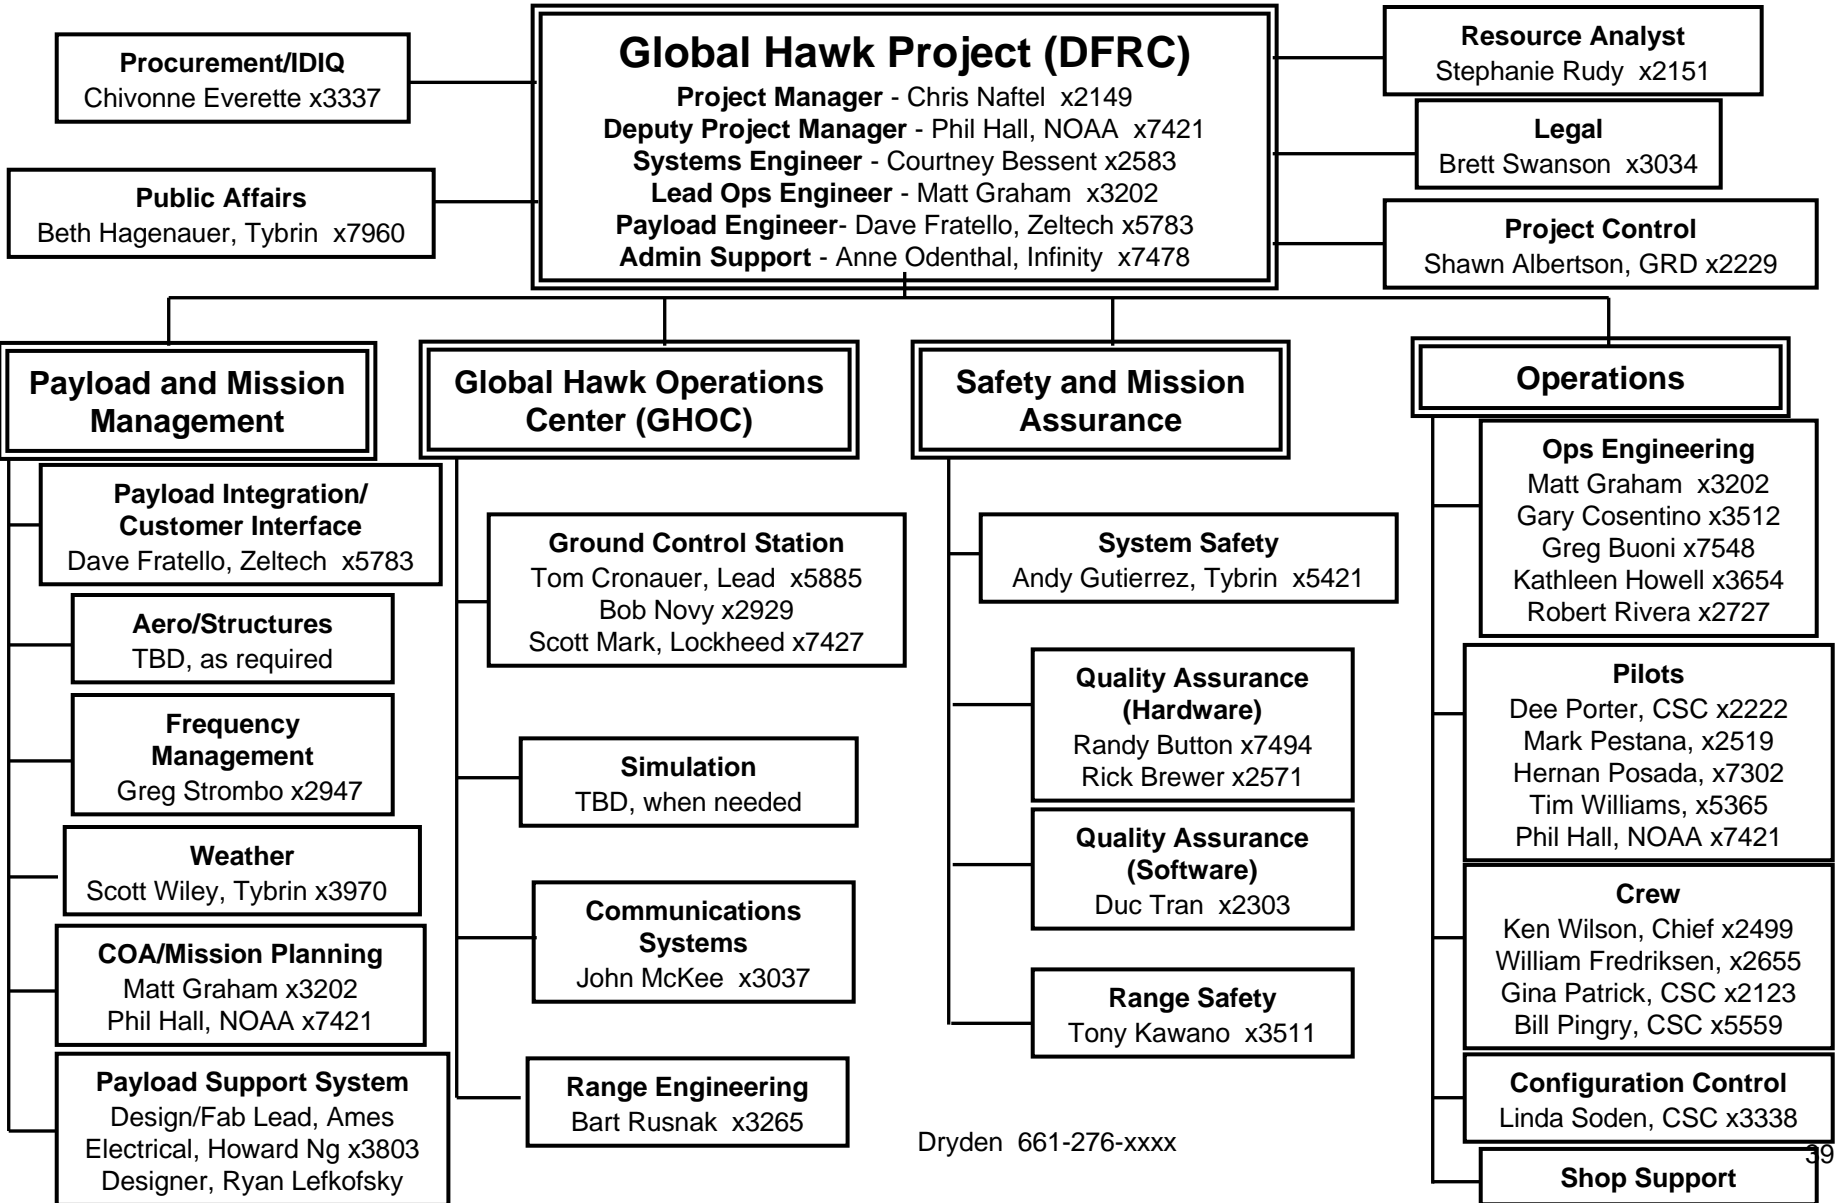 Procurement/IDIQ
Chivonne Everette x3337
Public Affairs
Beth Hagenauer, Tybrin  x7960
Global Hawk Project (DFRC)
Project Manager - Chris Naftel  x2149
Deputy Project Manager - Phil Hall, NOAA  x7421
Systems Engineer - Courtney Bessent x2583
Lead Ops Engineer - Matt Graham  x3202
Payload Engineer- Dave Fratello, Zeltech x5783
Admin Support - Anne Odenthal, Infinity  x7478
Resource Analyst
Stephanie Rudy  x2151
Legal
Brett Swanson  x3034
Project Control
Shawn Albertson, GRD x2229
Payload and Mission
Management
Payload Integration/
Customer Interface
Dave Fratello, Zeltech  x5783
Aero/Structures
TBD, as required
Frequency
Management
Greg Strombo x2947
Weather
Scott Wiley, Tybrin x3970
COA/Mission Planning
Matt Graham x3202
Phil Hall, NOAA x7421
Payload Support System
Design/Fab Lead, Ames
Electrical, Howard Ng x3803
Designer, Ryan Lefkofsky
Global Hawk Operations
Center (GHOC)
Ground Control Station
Tom Cronauer, Lead  x5885
Bob Novy x2929
Scott Mark, Lockheed x7427
Simulation
TBD, when needed
Communications
Systems
John McKee  x3037
Range Engineering
Bart Rusnak  x3265
Safety and Mission
Assurance
System Safety
Andy Gutierrez, Tybrin  x5421
Quality Assurance
(Hardware)
Randy Button x7494
Rick Brewer x2571
Quality Assurance
(Software)
Duc Tran  x2303
Range Safety
Tony Kawano  x3511
Operations
Ops Engineering
Matt Graham  x3202
Gary Cosentino x3512
Greg Buoni x7548
Kathleen Howell x3654
Robert Rivera x2727
Pilots
Dee Porter, CSC x2222
Mark Pestana, x2519
Hernan Posada, x7302
Tim Williams, x5365
Phil Hall, NOAA x7421
Crew
Ken Wilson, Chief x2499
William Fredriksen, x2655
Gina Patrick, CSC x2123
Bill Pingry, CSC x5559
Configuration Control
Linda Soden, CSC x3338
Shop Support
Dryden  661-276-xxxx
39